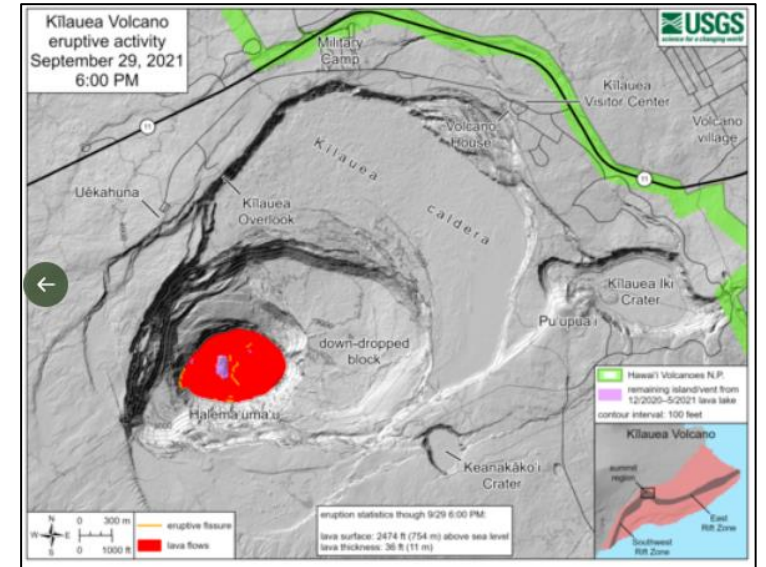 Kīlauea Volcano
eruptive activity
September 29, 2021
6:00 PM
USGS
science for a changing world
Military
Camp
11
Kīlauea
Visitor Center
Volcano
House
Volcano
village
Kīlauea
caldera
11
Uēkahuna
Kīlauea
Overlook
Kīlauea Iki
Crater
Puʻupuaʻi
down-dropped
block
Halemaʻumaʻu
Keanakākoʻi
Crater
Hawaiʻi Volcanoes N.P.
remaining island/vent from
12/2020–5/2021 lava lake
contour interval: 100 feet
Kīlauea Volcano
summit
region
East
Rift Zone
Southwest
Rift Zone
N
W E
S
0 300 m
0 1000 ft
eruptive fissure
lava flows
eruption statistics though 9/29 6:00 PM:
lava surface: 2474 ft (754 m) above sea level
lava thickness: 36 ft (11 m)